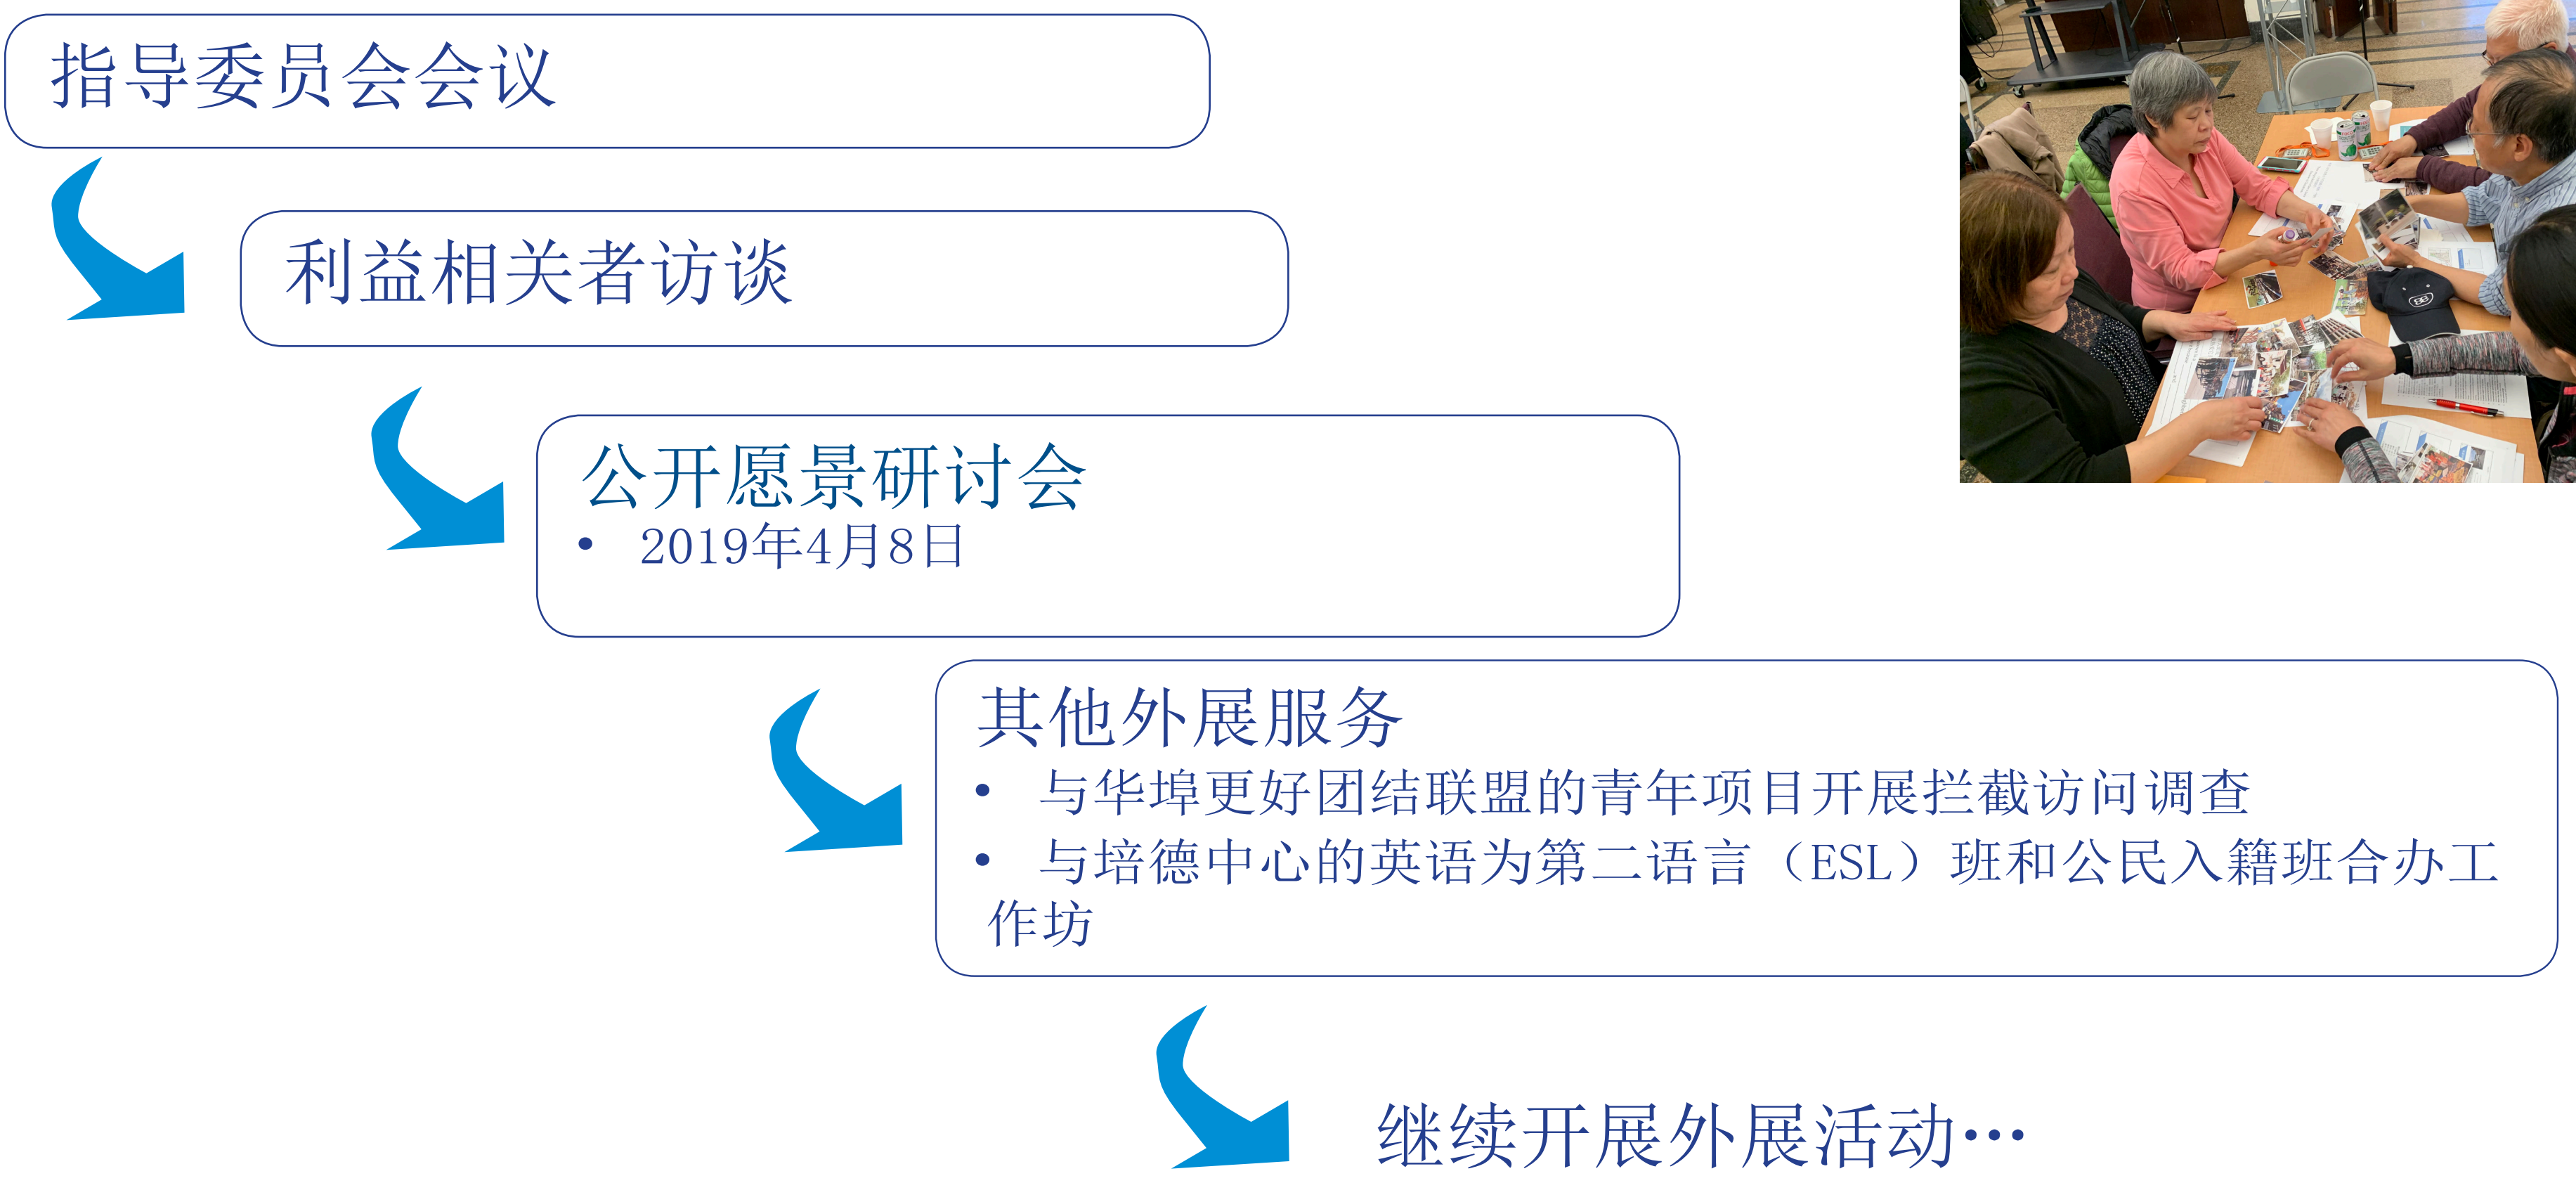 指导委员会会议
利益相关者访谈
公开愿景研讨会
• 2019年4月8日
其他外展服务
• 与华埠更好团结联盟的青年项目开展拦截访问调查
• 与培德中心的英语为第二语言（ESL）班和公民入籍班合办工
作坊
继续开展外展活动…